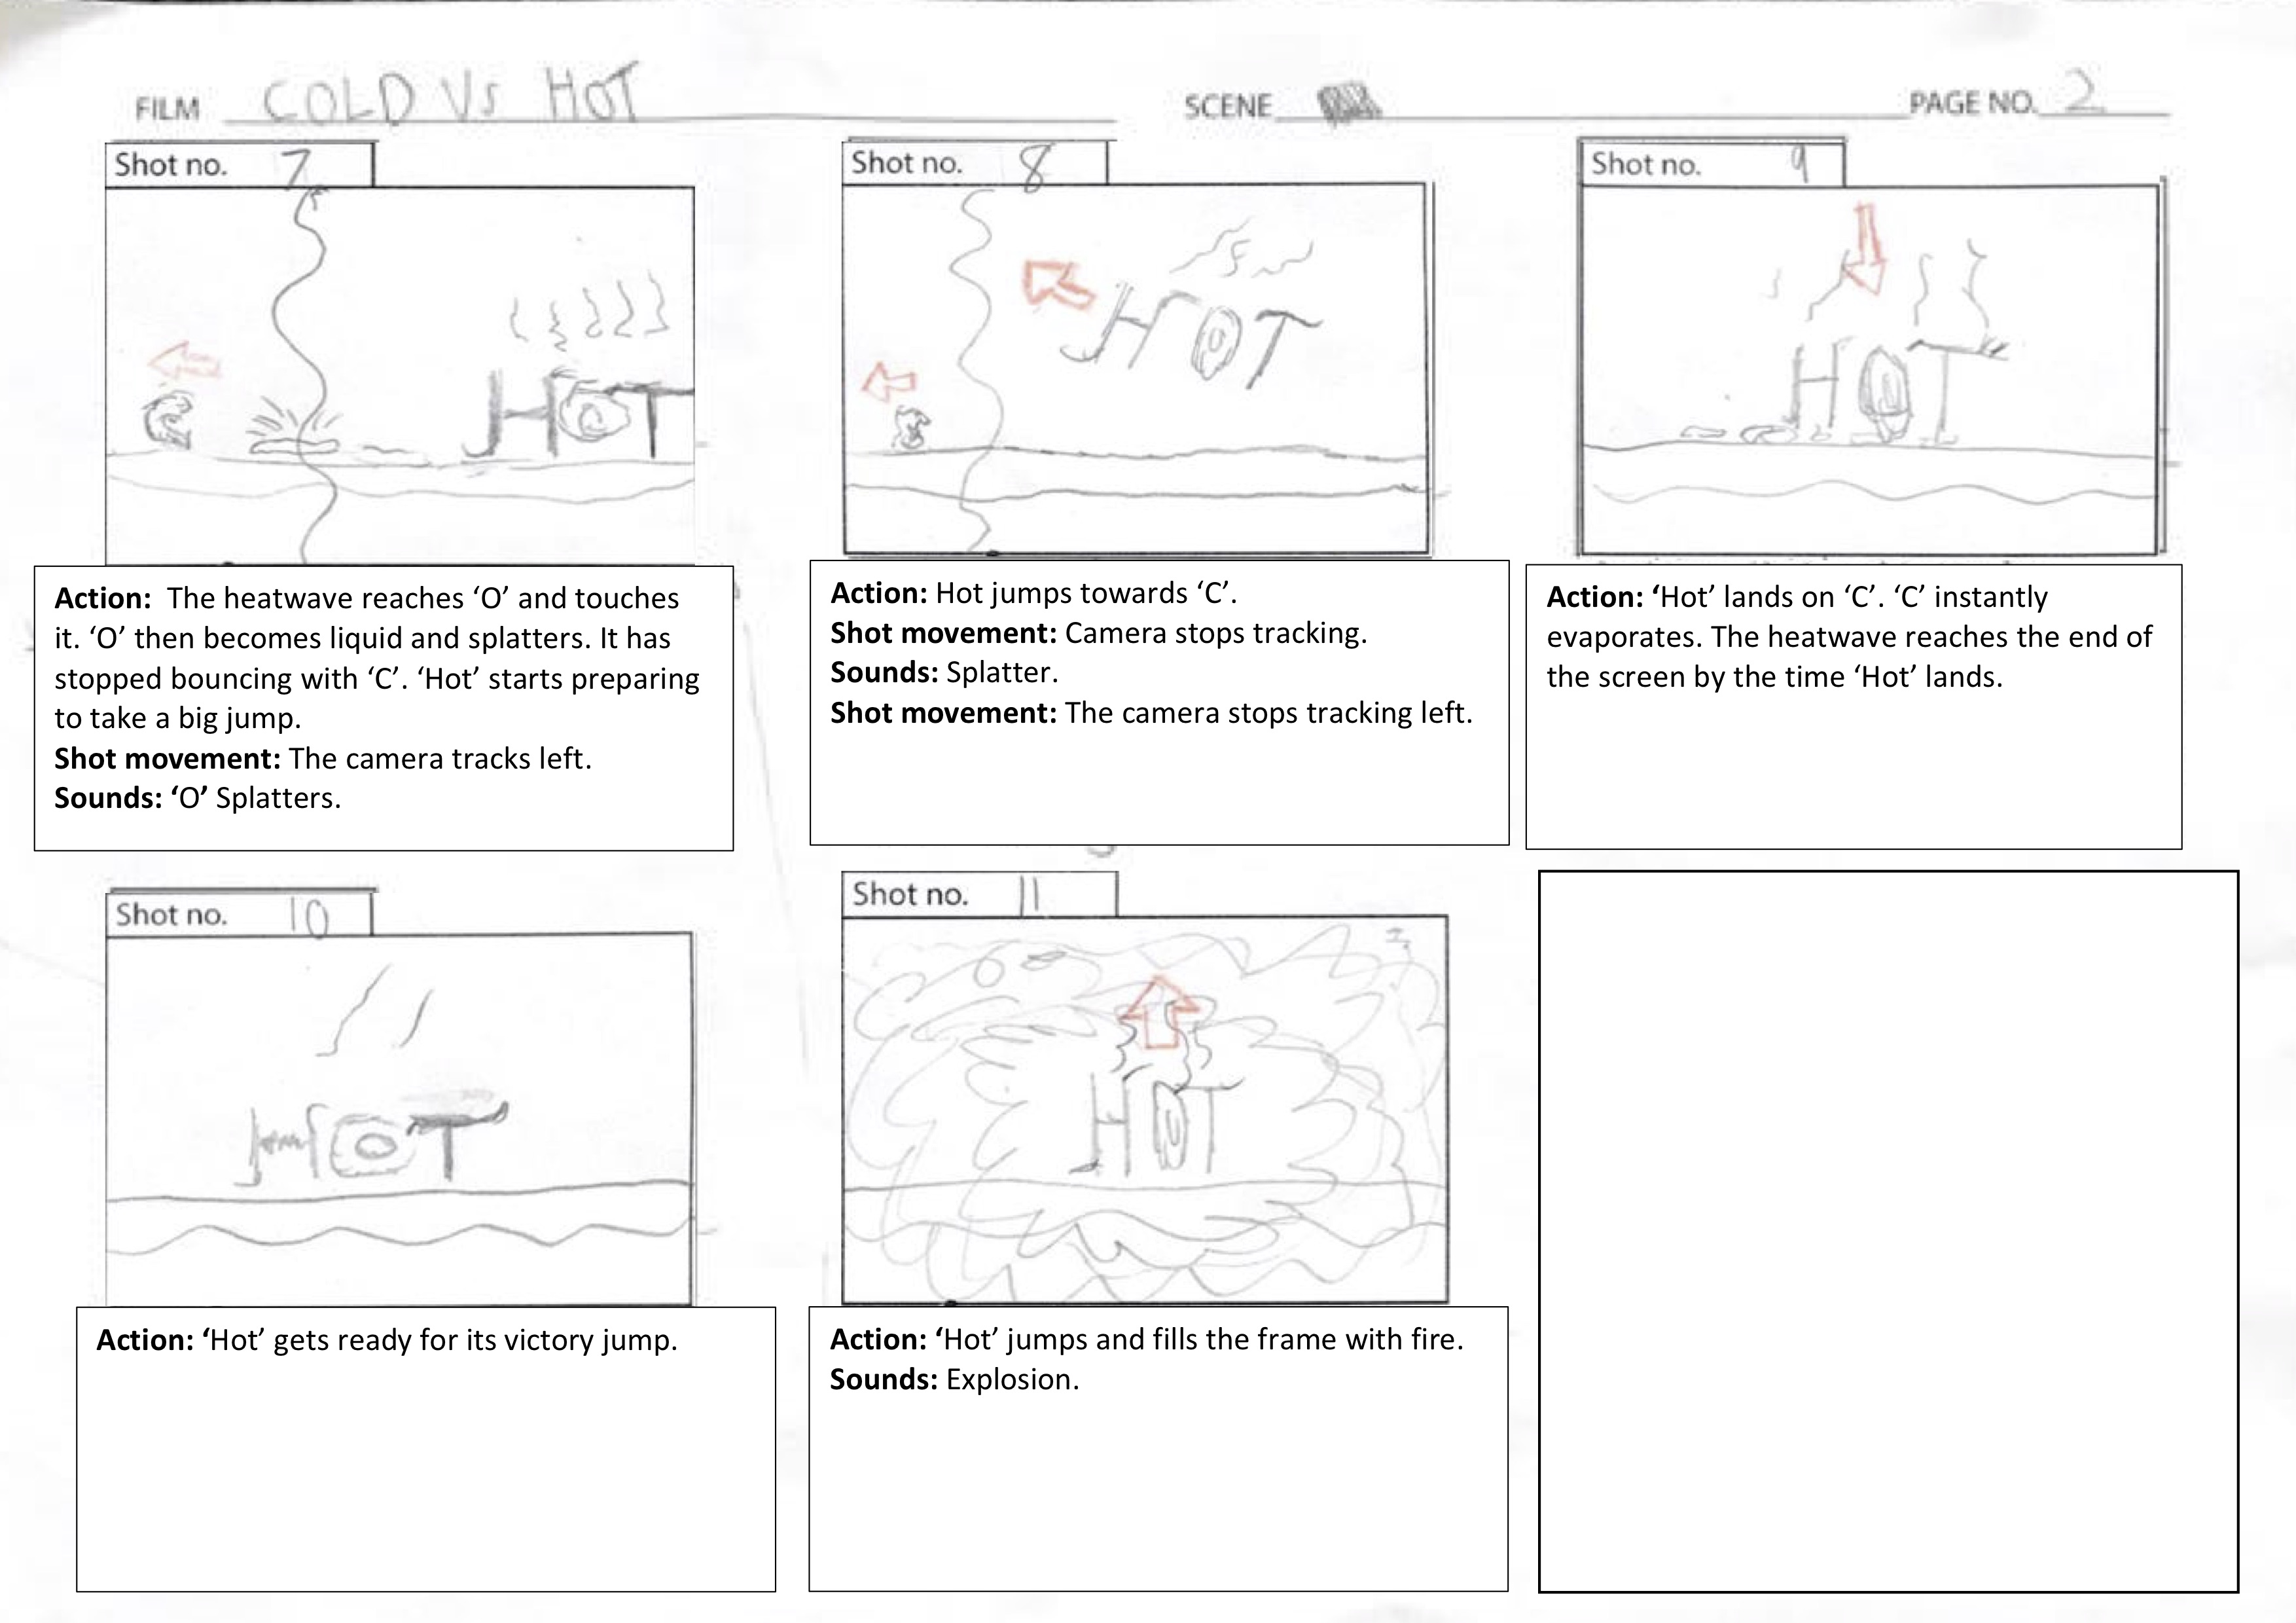 FILM COLD Vs HOT SCENE PAGE NO. 2
Shot no. 7
HOT
C
Action: The heatwave reaches ‘O’ and touches
it. ‘O’ then becomes liquid and splatters. It has
stopped bouncing with ‘C’. ‘Hot’ starts preparing
to take a big jump.
Shot movement: The camera tracks left.
Sounds: ‘O’ Splatters.
Shot no. 8
HOT
C
Action: Hot jumps towards ‘C’.
Shot movement: Camera stops tracking.
Sounds: Splatter.
Shot movement: The camera stops tracking left.
Shot no. 9
HOT
Action: ‘Hot’ lands on ‘C’. ‘C’ instantly
evaporates. The heatwave reaches the end of
the screen by the time ‘Hot’ lands.
Shot no. 10
HOT
Action: ‘Hot’ gets ready for its victory jump.
Shot no. 11
HOT
Action: ‘Hot’ jumps and fills the frame with fire.
Sounds: Explosion.